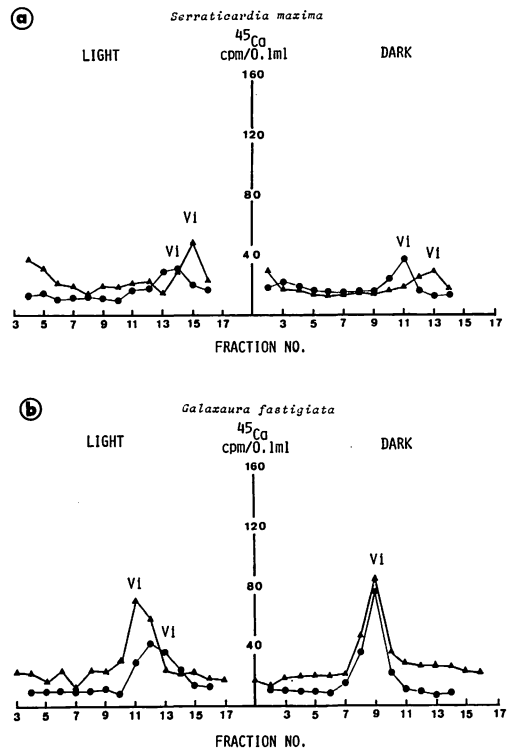 a
Serraticardia maxima
45Ca
LIGHT
cpm/0.1ml
DARK
160
120
80
40
Vi
Vi
Vi
Vi
3 5 7 9 11 13 15 17
3 5 7 9 11 13 15 17
FRACTION NO.
b
Galaxaura fastigiata
45Ca
LIGHT
cpm/0.1ml
DARK
160
120
80
40
Vi
Vi
Vi
3 5 7 9 11 13 15 17
3 5 7 9 11 13 15 17
FRACTION NO.